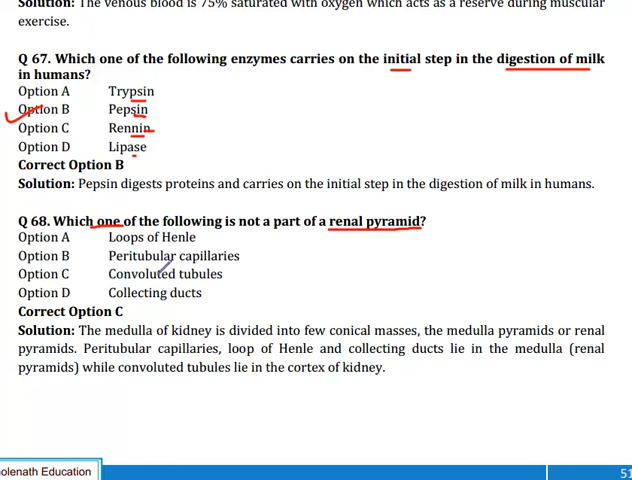 Solution: The venous blood is 75% saturated with oxygen which acts as a reserve during muscular
exercise.
Q 67. Which one of the following enzymes carries on the initial step in the digestion of milk
in humans?
Option A Trypsin
Option B Pepsin
Option C Rennin
Option D Lipase
Correct Option B
Solution: Pepsin digests proteins and carries on the initial step in the digestion of milk in humans.
Q 68. Which one of the following is not a part of a renal pyramid?
Option A Loops of Henle
Option B Peritubular capillaries
Option C Convoluted tubules
Option D Collecting ducts
Correct Option C
Solution: The medulla of kidney is divided into few conical masses, the medulla pyramids or renal
pyramids. Peritubular capillaries, loop of Henle and collecting ducts lie in the medulla (renal
pyramids) while convoluted tubules lie in the cortex of kidney.
olenath Education
51